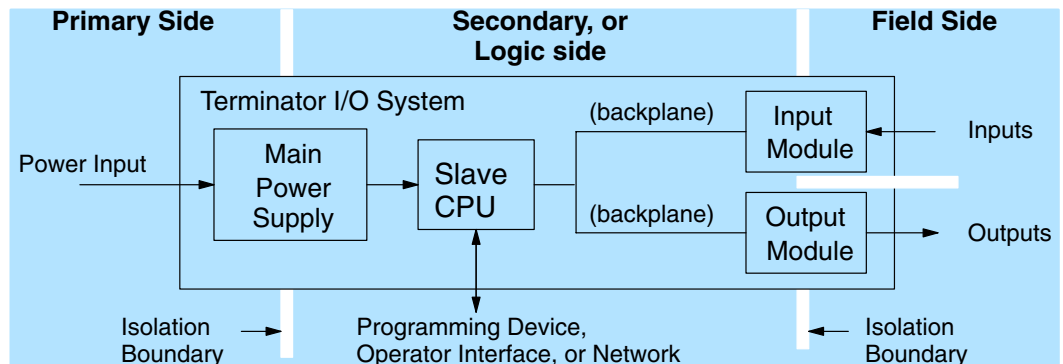 Primary Side
Secondary, or
Logic side
Field Side
Terminator I/O System
Power Input
Main
Power
Supply
Slave
CPU
(backplane)
(backplane)
Input
Module
Inputs
Output
Module
Outputs
Isolation
Boundary
Programming Device,
Operator Interface, or Network
Isolation
Boundary